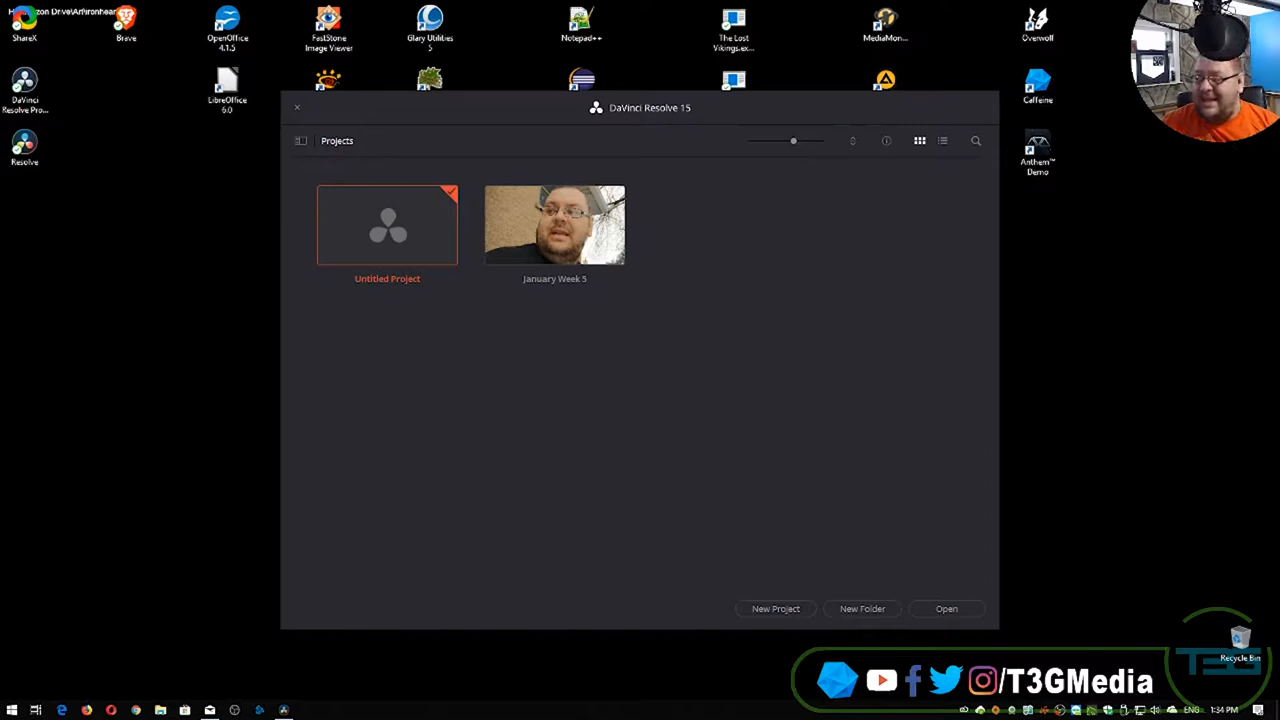 ShareX
Brave
OpenOffice
4.1.5
FastStone
Image Viewer
Glary Utilities
5
Notepad++
The Lost
Vikings.ex...
MediaMon...
Overwolf
DaVinci
Resolve Pro...
LibreOffice
6.0
Caffeine
Resolve
Anthem™
Demo
DaVinci Resolve 15
Projects
Untitled Project
January Week 5
New Project
New Folder
Open
Recycle Bin
T3G
/T3GMedia
ENG
1:34 PM